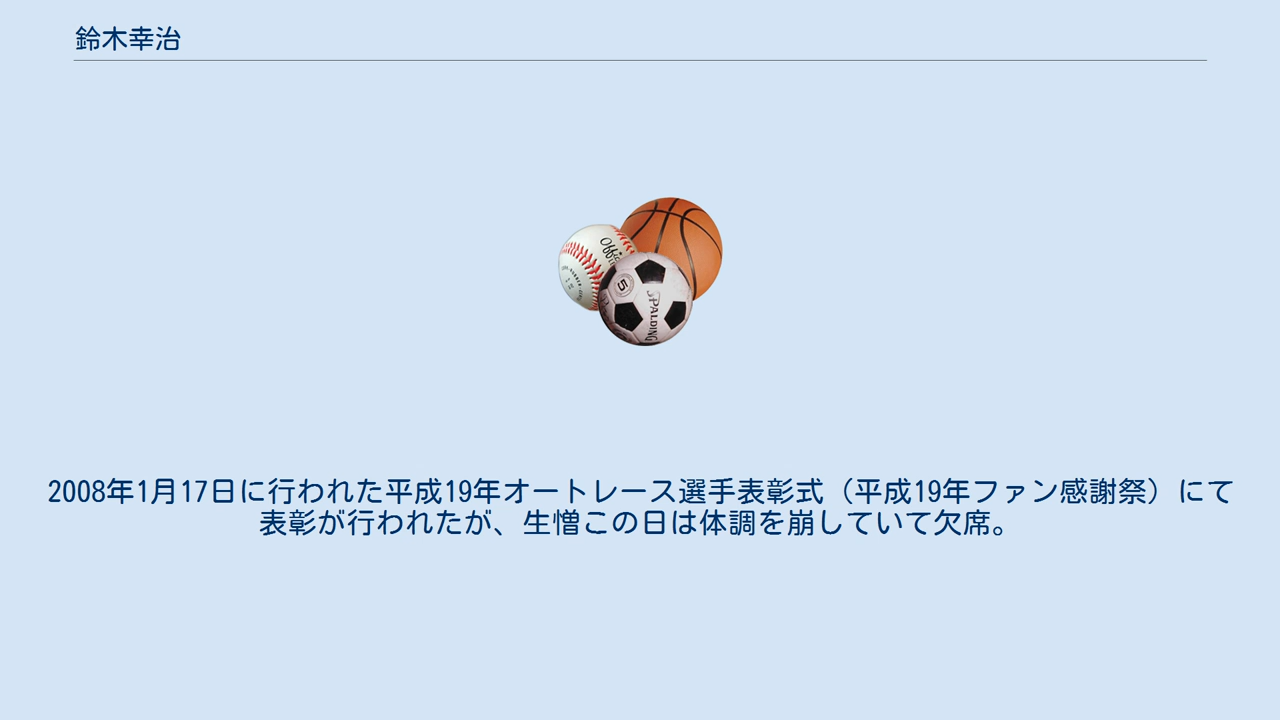 鈴木幸治
Offici
5
SPALDING
2008年1月17日に行われた平成19年オートレース選手表彰式（平成19年ファン感謝祭）にて
表彰が行われたが、生憎この日は体調を崩していて欠席。